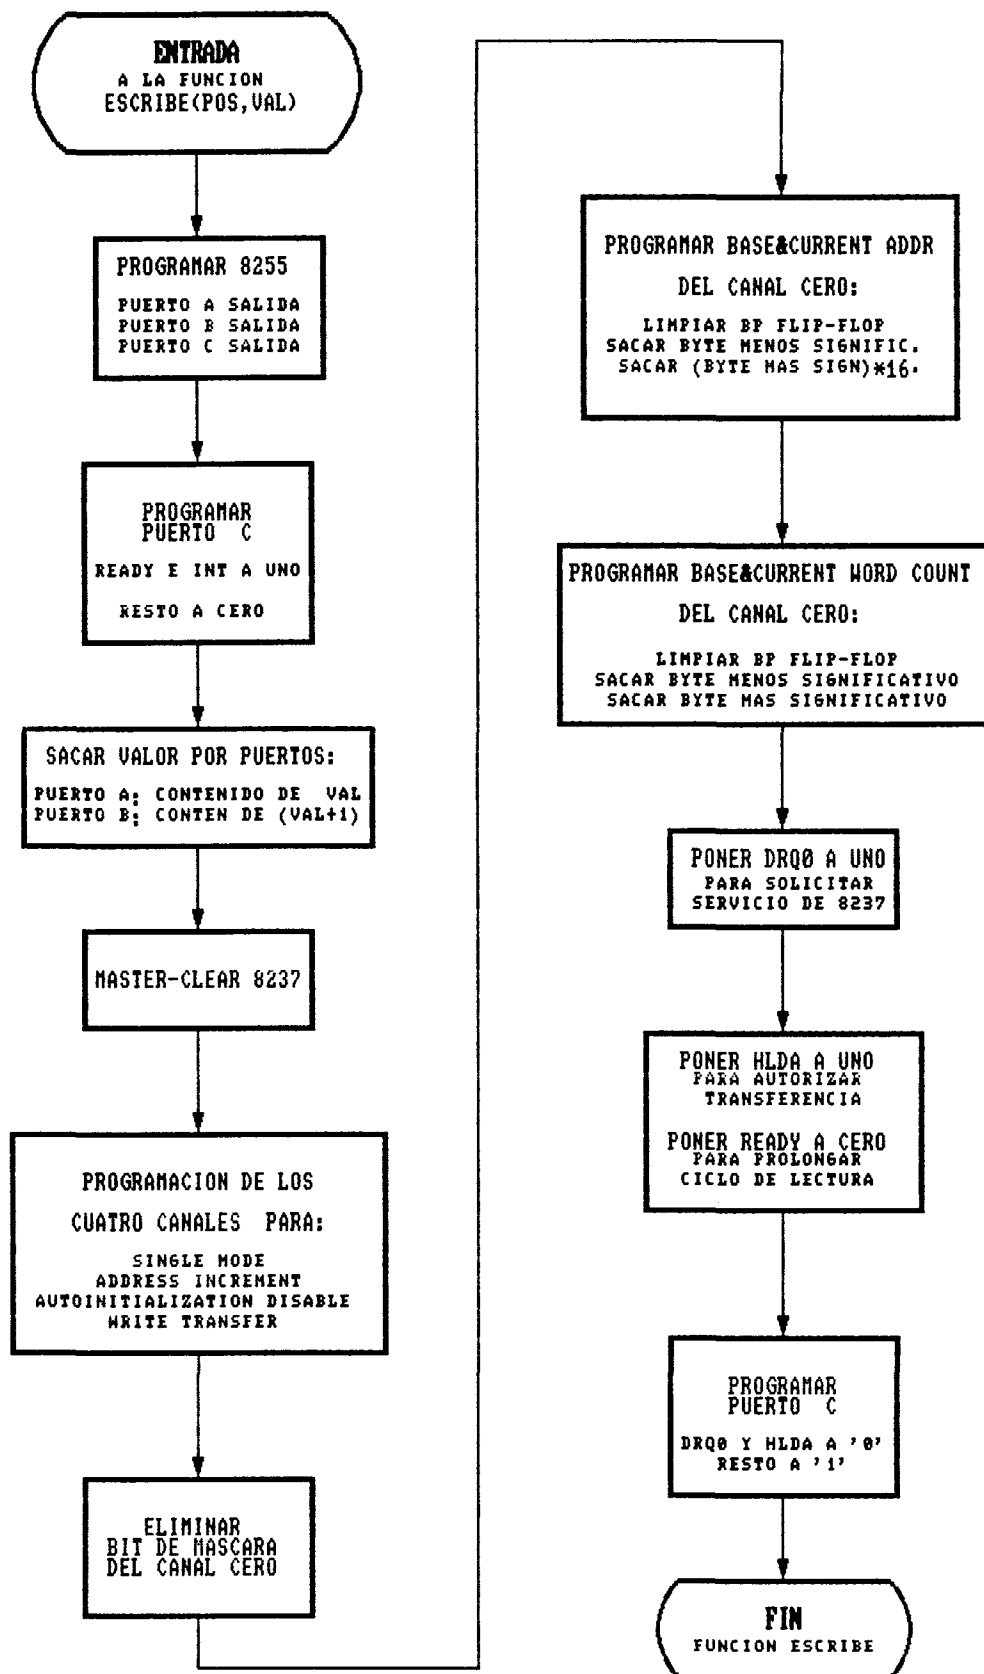 ENTRADA
A LA FUNCION
ESCRIBE(POS,VAL)
PROGRAMAR 8255
PUERTO A SALIDA
PUERTO B SALIDA
PUERTO C SALIDA
PROGRAMAR
PUERTO C
READY E INT A UNO
RESTO A CERO
SACAR VALOR POR PUERTOS:
PUERTO A: CONTENIDO DE VAL
PUERTO B: CONTEN DE (VAL+1)
MASTER-CLEAR 8237
PROGRAMACION DE LOS
CUATRO CANALES PARA:
SINGLE MODE
ADDRESS INCREMENT
AUTOINITIALIZATION DISABLE
WRITE TRANSFER
ELIMINAR
BIT DE MASCARA
DEL CANAL CERO
PROGRAMAR BASE&CURRENT ADDR
DEL CANAL CERO:
LIMPIAR BP FLIP-FLOP
SACAR BYTE MENOS SIGNIFIC.
SACAR (BYTE MAS SIGN)*16.
PROGRAMAR BASE&CURRENT WORD COUNT
DEL CANAL CERO:
LIMPIAR BP FLIP-FLOP
SACAR BYTE MENOS SIGNIFICATIVO
SACAR BYTE MAS SIGNIFICATIVO
PONER DRQ0 A UNO
PARA SOLICITAR
SERVICIO DE 8237
PONER HLDA A UNO
PARA AUTORIZAR
TRANSFERENCIA
PONER READY A CERO
PARA PROLONGAR
CICLO DE LECTURA
PROGRAMAR
PUERTO C
DRQ0 Y HLDA A '0'
RESTO A '1'
FIN
FUNCION ESCRIBE